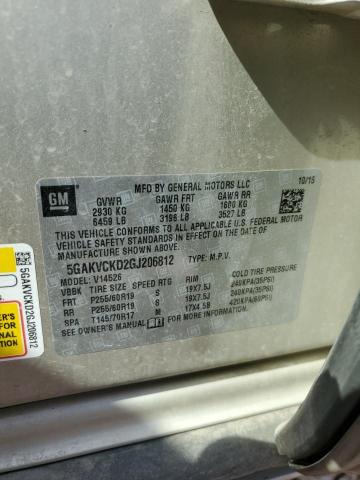 GM
MFD BY GENERAL MOTORS LLC 10/15
GVWR GAWR FRT GAWR RR
2930 KG 1450 KG 1600 KG
6459 LB 3196 LB 3527 LB
THIS VEHICLE CONFORMS TO ALL APPLICABLE U.S. FEDERAL MOTOR
VEHICLE SAFETY STANDARDS IN EFFECT ON THE DATE OF
MANUFACTURE SHOWN ABOVE.
5GAKVCKD2GJ206812 TYPE: M.P.V.
MODEL: V14526
VBBK TIRE SIZE SPEED RTG RIM COLD TIRE PRESSURE
FRT P255/60R19 S 19X7.5J 240KPA(35PSI)
RR P255/60R19 S 19X7.5J 240KPA(35PSI)
SPA T145/70R17 M 17X4.5B 420KPA(60PSI)
SEE OWNER'S MANUAL
5GAKVCKD2GJ206812
ER'S
R
NAL
ATION